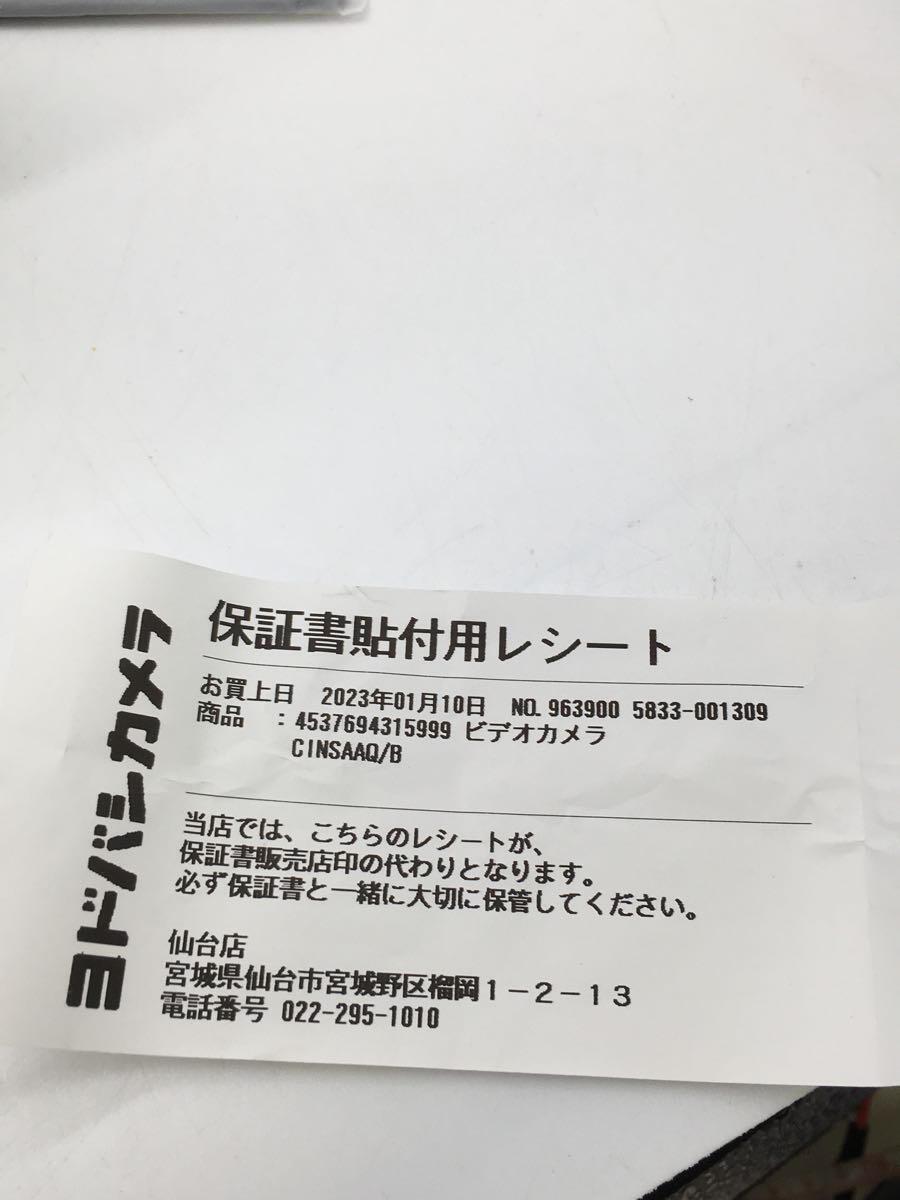 ヨドバシカメラ
保証書貼付用レシート
お買上日 2023年01月10日 NO. 963900 5833-001309
商品 : 4537694315999 ビデオカメラ
CINSAAQ/B
当店では、こちらのレシートが、
保証書販売店印の代わりとなります。
必ず保証書と一緒に大切に保管してください。
仙台店
宮城県仙台市宮城野区榴岡1-2-13
電話番号 022-295-1010